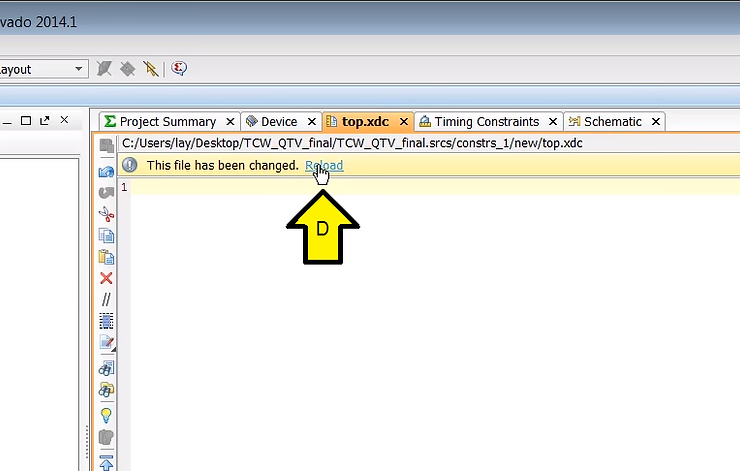 vado 2014.1
ayout
Project Summary Device top.xdc Timing Constraints Schematic
C:/Users/lay/Desktop/TCW_QTV_final/TCW_QTV_final.srcs/constrs_1/new/top.xdc
This file has been changed. Reload
1
D